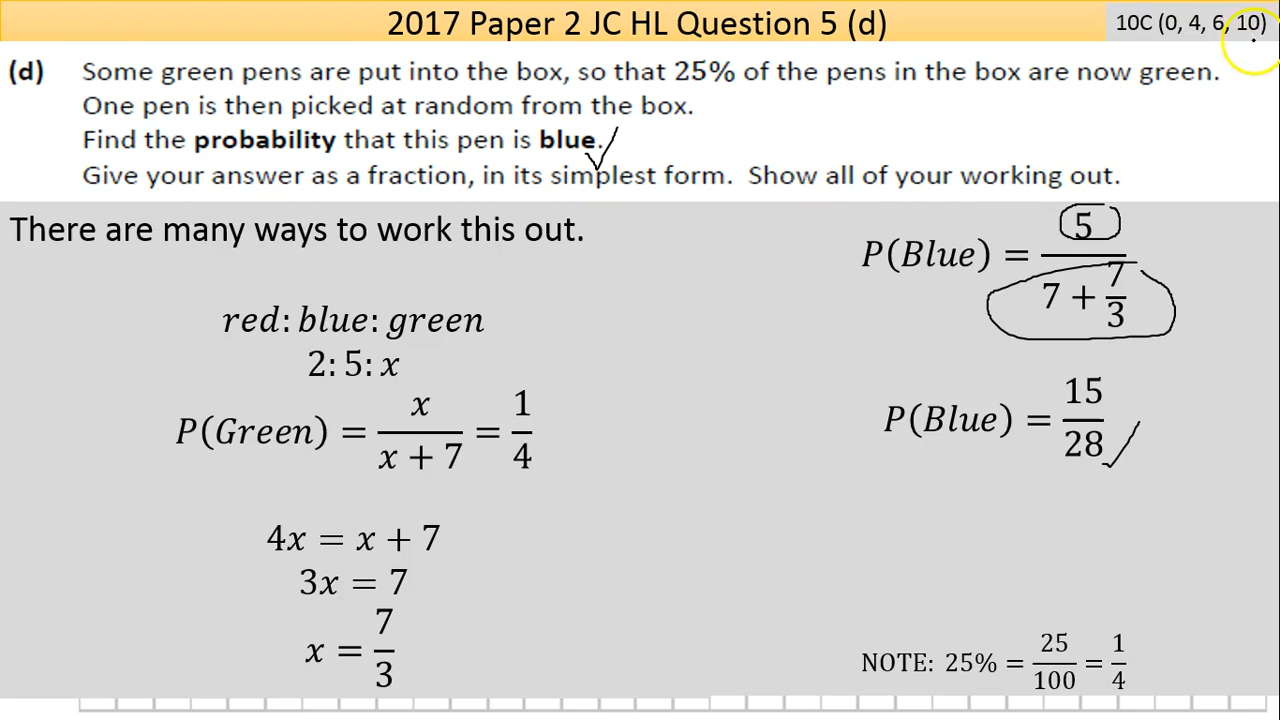 2017 Paper 2 JC HL Question 5 (d)
10C (0, 4, 6, 10)
(d) Some green pens are put into the box, so that 25% of the pens in the box are now green.
One pen is then picked at random from the box.
Find the probability that this pen is blue.
Give your answer as a fraction, in its simplest form. Show all of your working out.
There are many ways to work this out.
red: blue: green
2: 5: x
P(Green) = x/(x + 7) = 1/4
4x = x + 7
3x = 7
x = 7/3
P(Blue) = 5/(7 + 7/3)
P(Blue) = 15/28
NOTE: 25% = 25/100 = 1/4